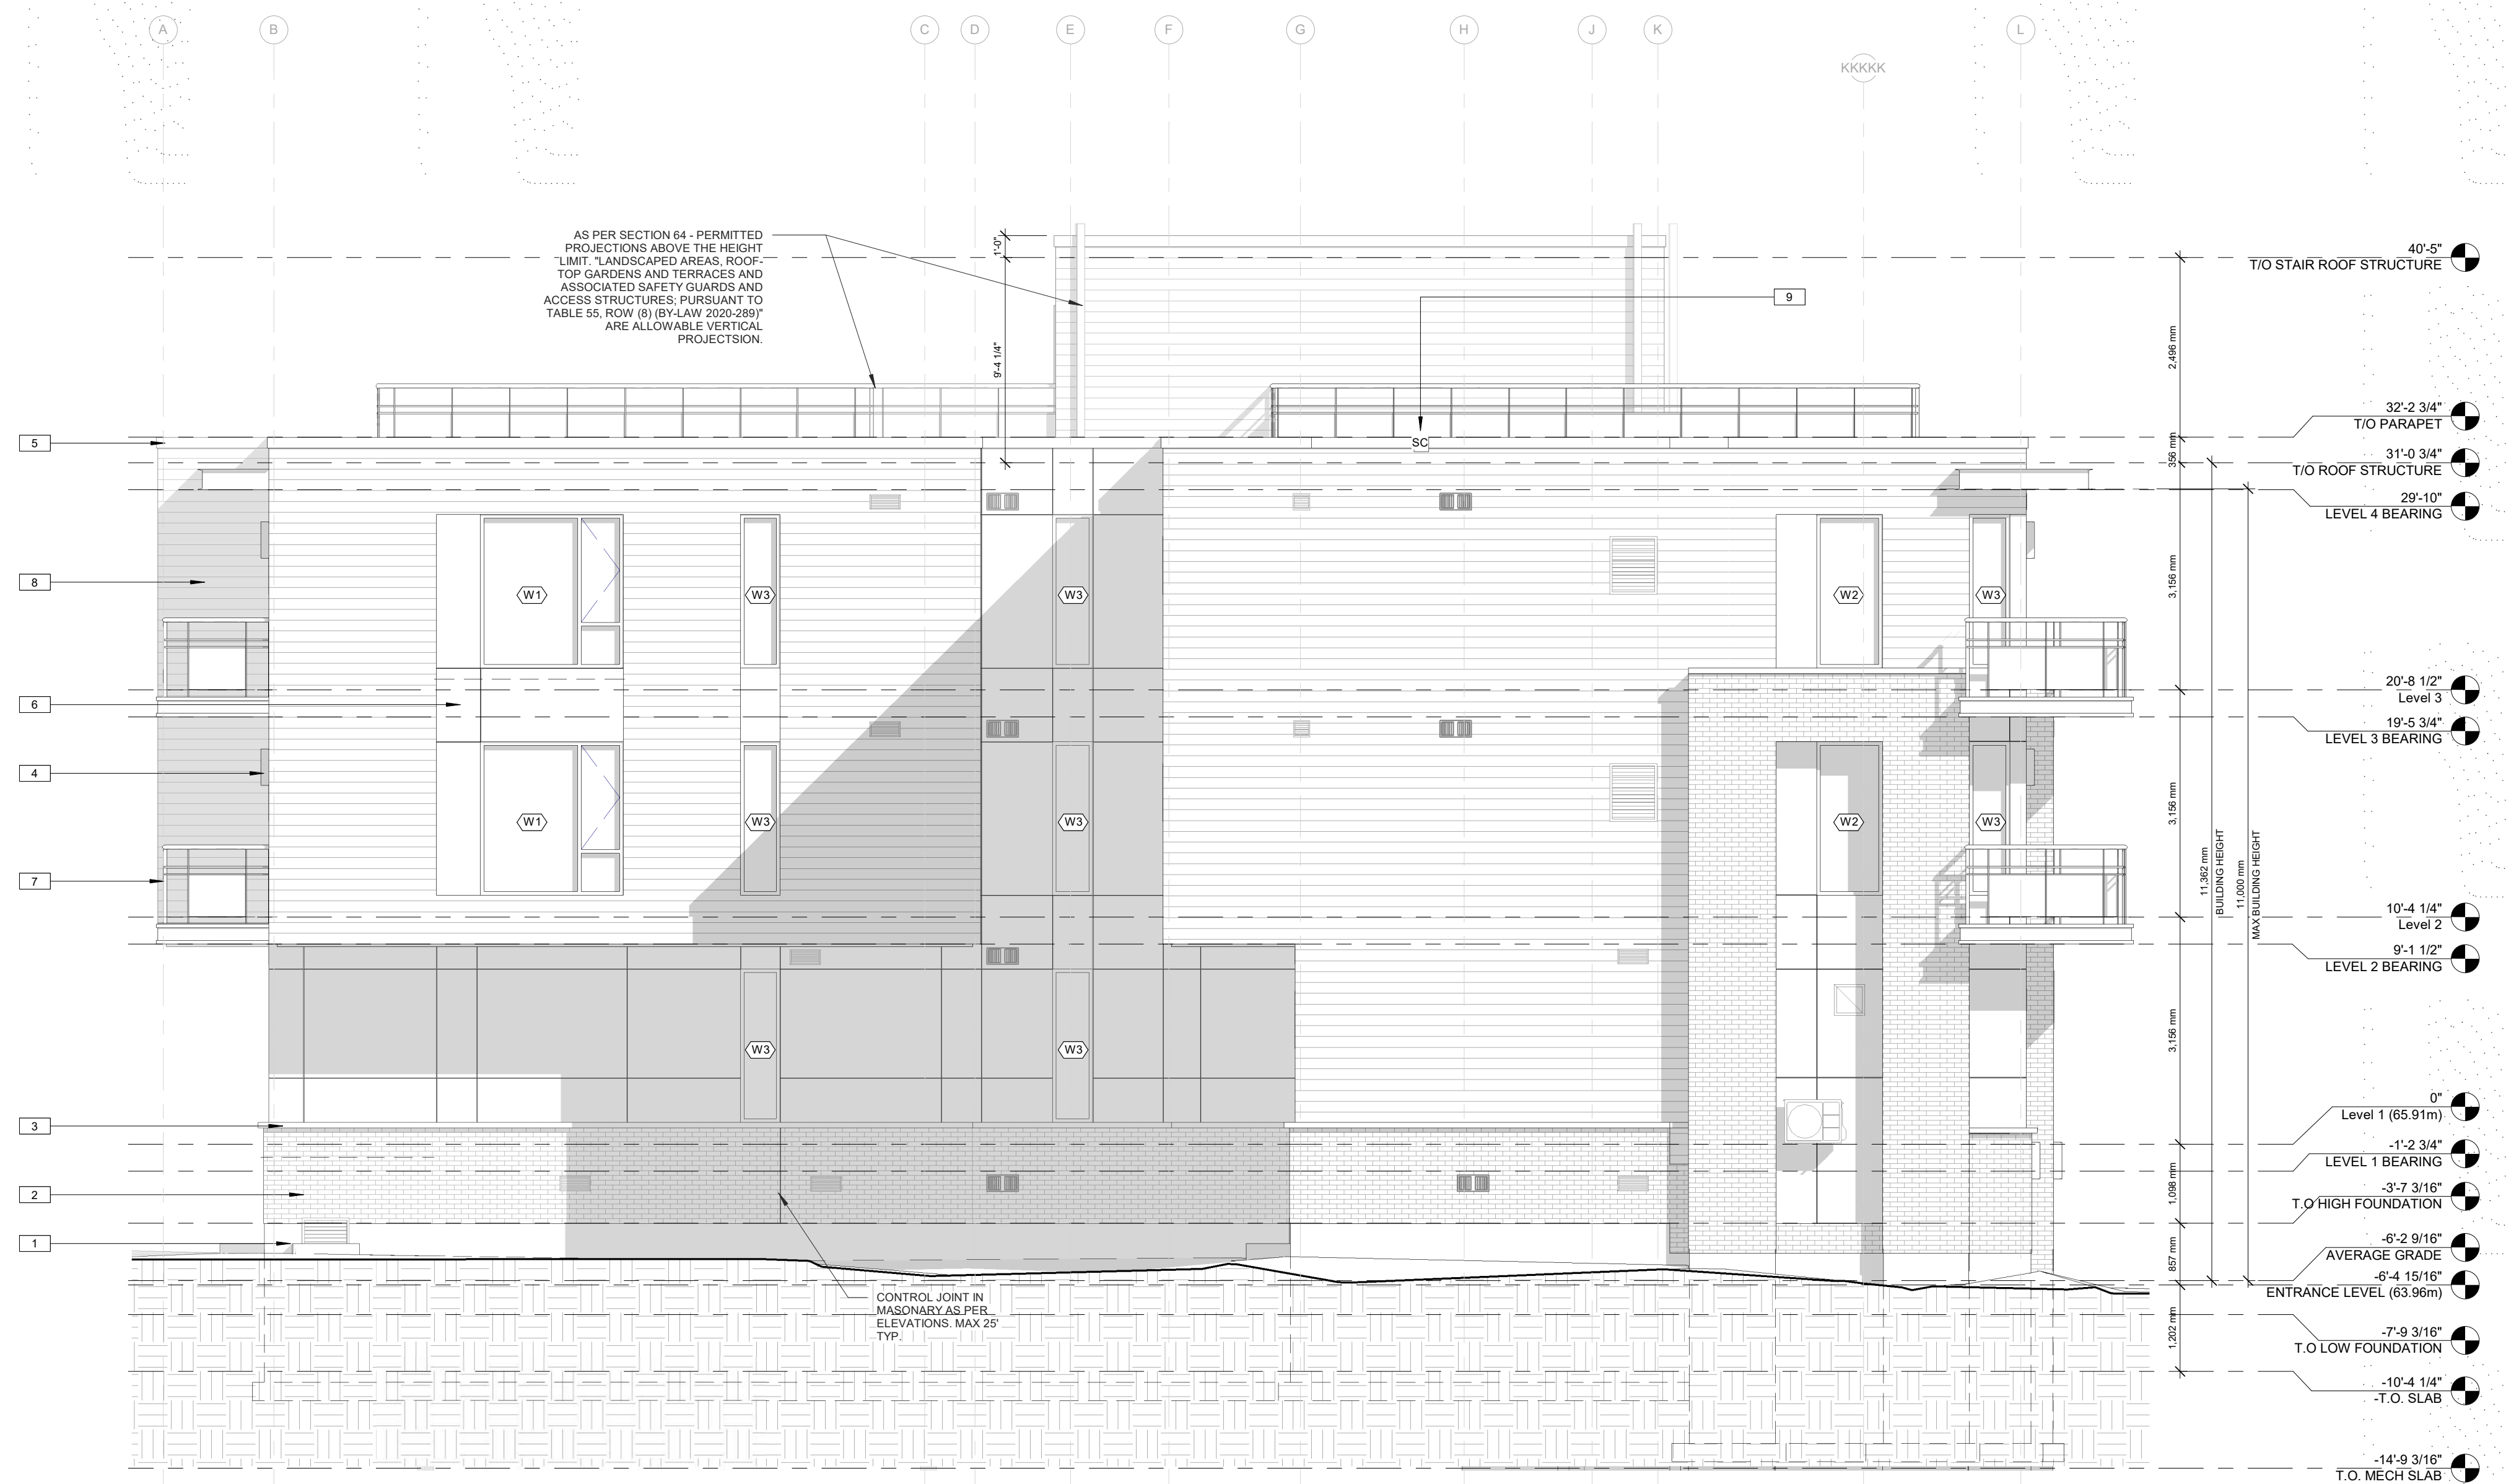 A
B
C
D
E
F
G
H
J
K
KKKKK
L
AS PER SECTION 64 - PERMITTED
PROJECTIONS ABOVE THE HEIGHT
LIMIT. "LANDSCAPED AREAS, ROOF-
TOP GARDENS AND TERRACES AND
ASSOCIATED SAFETY GUARDS AND
ACCESS STRUCTURES; PURSUANT TO
TABLE 55, ROW (8) (BY-LAW 2020-289)"
ARE ALLOWABLE VERTICAL
PROJECTSION.
1'-0"
9'-4 1/4"
9
SC
5
8
6
4
7
3
2
1
W1
W3
W3
W2
W3
W1
W3
W3
W2
W3
W3
W3
CONTROL JOINT IN
MASONARY AS PER
ELEVATIONS. MAX 25'
TYP.
2,496 mm
356 mm
3,156 mm
3,156 mm
3,156 mm
1,098 mm
857 mm
1,202 mm
11,362 mm
BUILDING HEIGHT
11,000 mm
MAX BUILDING HEIGHT
40'-5"
T/O STAIR ROOF STRUCTURE
32'-2 3/4"
T/O PARAPET
31'-0 3/4"
T/O ROOF STRUCTURE
29'-10"
LEVEL 4 BEARING
20'-8 1/2"
Level 3
19'-5 3/4"
LEVEL 3 BEARING
10'-4 1/4"
Level 2
9'-1 1/2"
LEVEL 2 BEARING
0"
Level 1 (65.91m)
-1'-2 3/4"
LEVEL 1 BEARING
-3'-7 3/16"
T.O HIGH FOUNDATION
-6'-2 9/16"
AVERAGE GRADE
-6'-4 15/16"
ENTRANCE LEVEL (63.96m)
-7'-9 3/16"
T.O LOW FOUNDATION
-10'-4 1/4"
-T.O. SLAB
-14'-9 3/16"
T.O. MECH SLAB